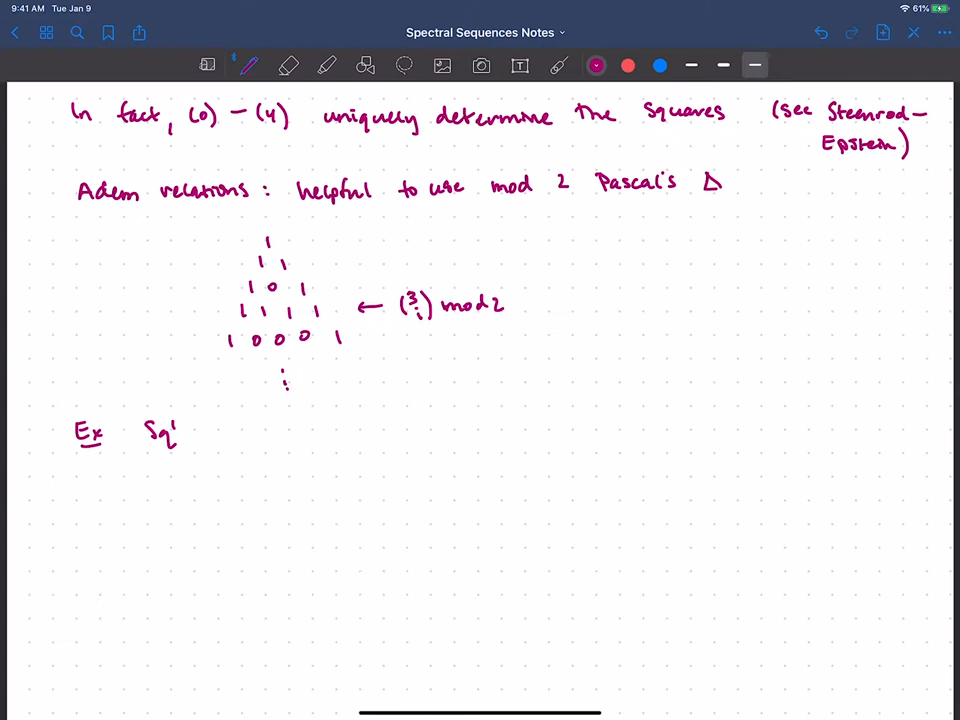 9:41 AM Tue Jan 9
61%
Spectral Sequences Notes
In fact, (0) – (4) uniquely determine the squares (see Steenrod–
Epstein)
Adem relations: helpful to use mod 2 Pascal's Δ
1
1 1
1 0 1
1 1 1 1 ← (3 i) mod 2
1 0 0 0 1
⋮
Ex Sq¹